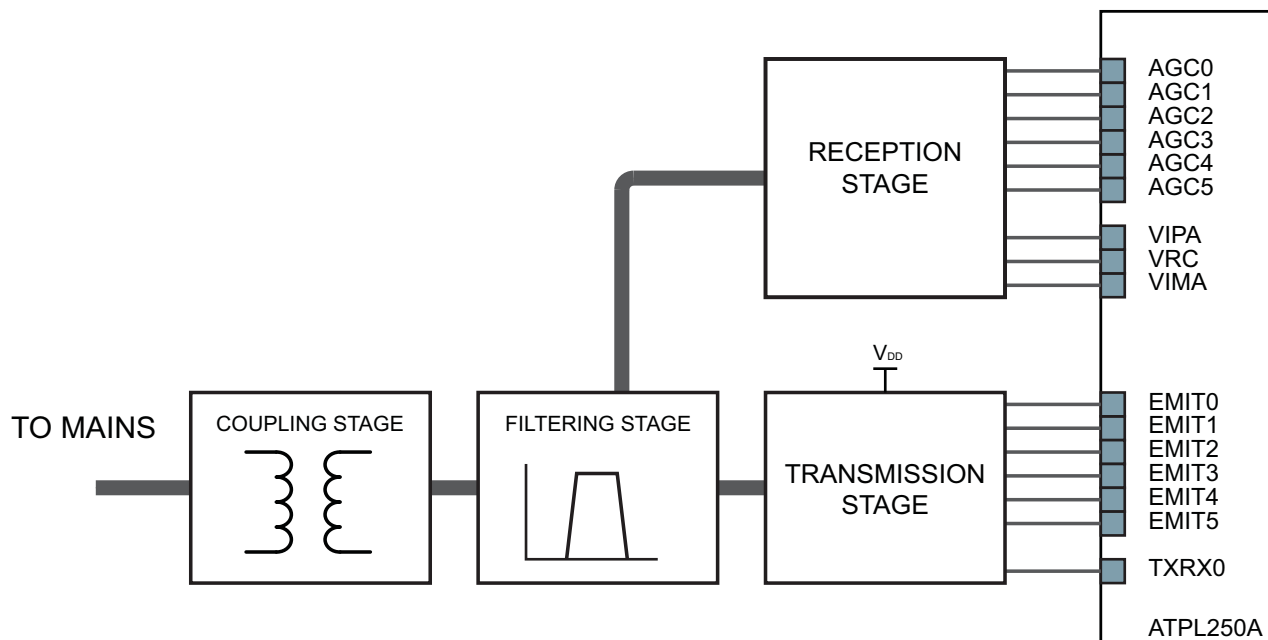 AGC0
AGC1
AGC2
AGC3
AGC4
AGC5
RECEPTION
STAGE
VIPA
VRC
VIMA
VDD
TO MAINS
COUPLING STAGE
FILTERING STAGE
TRANSMISSION
STAGE
EMIT0
EMIT1
EMIT2
EMIT3
EMIT4
EMIT5
TXRX0
ATPL250A